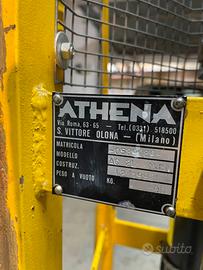 ATHENA
Via Roma, 63-65 - Tel. (0331) 518500
S. VITTORE OLONA - (Milano)
MATRICOLA
MODELLO
COSTRUZ.
PESO A VUOTO KG.
subito